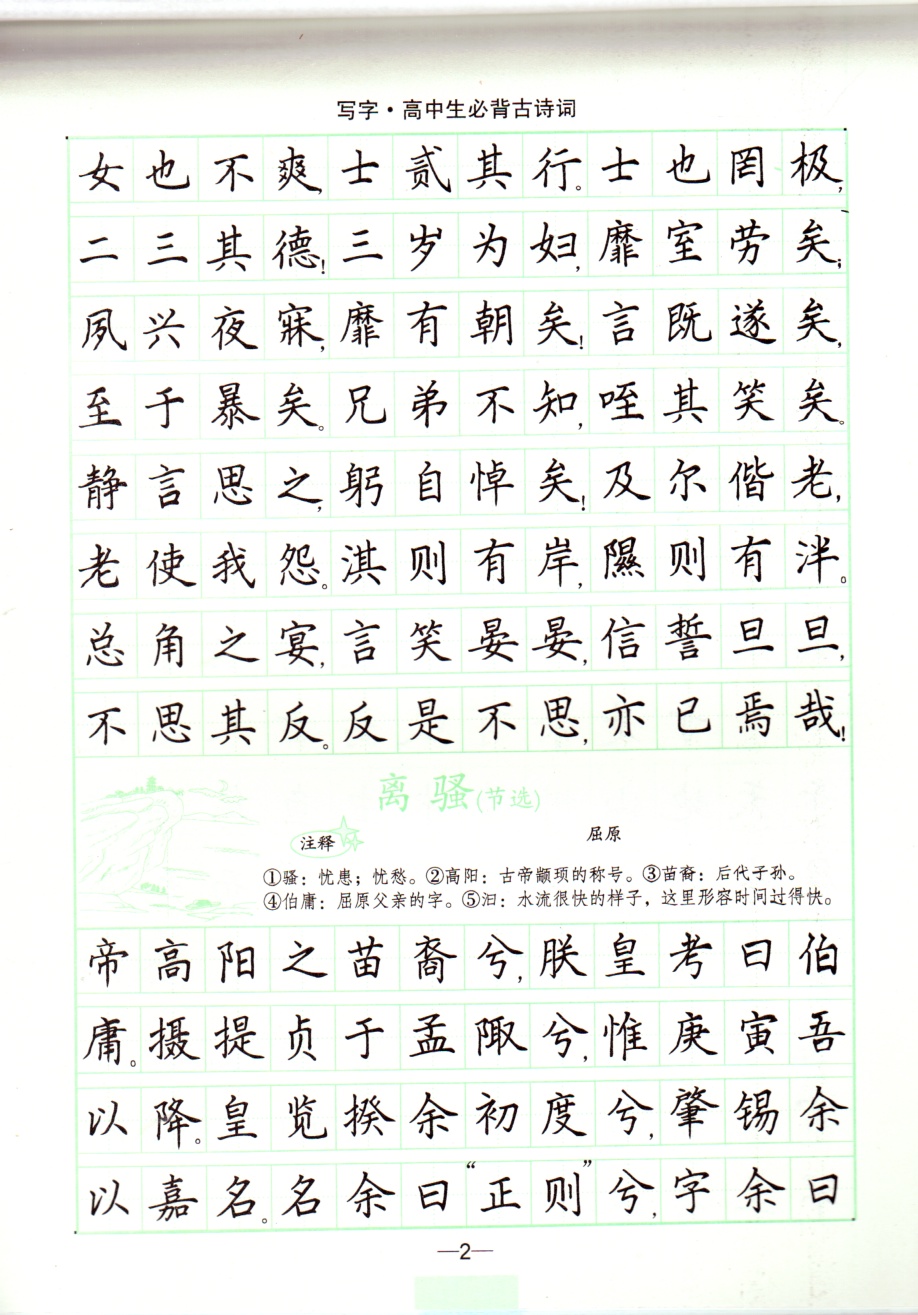 写字·高中生必背古诗词
女也不爽,士贰其行。士也罔极,
二三其德!三岁为妇,靡室劳矣;
夙兴夜寐,靡有朝矣!言既遂矣,
至于暴矣。兄弟不知,咥其笑矣。
静言思之,躬自悼矣!及尔偕老,
老使我怨。淇则有岸,隰则有泮。
总角之宴,言笑晏晏,信誓旦旦,
不思其反。反是不思,亦已焉哉!
离骚(节选)
屈原
注释
①骚:忧患;忧愁。②高阳:古帝颛顼的称号。③苗裔:后代子孙。
④伯庸:屈原父亲的字。⑤汩:水流很快的样子,这里形容时间过得快。
帝高阳之苗裔兮,朕皇考曰伯
庸。摄提贞于孟陬兮,惟庚寅吾
以降。皇览揆余初度兮,肇锡余
以嘉名。名余曰“正则”兮,字余曰
—2—